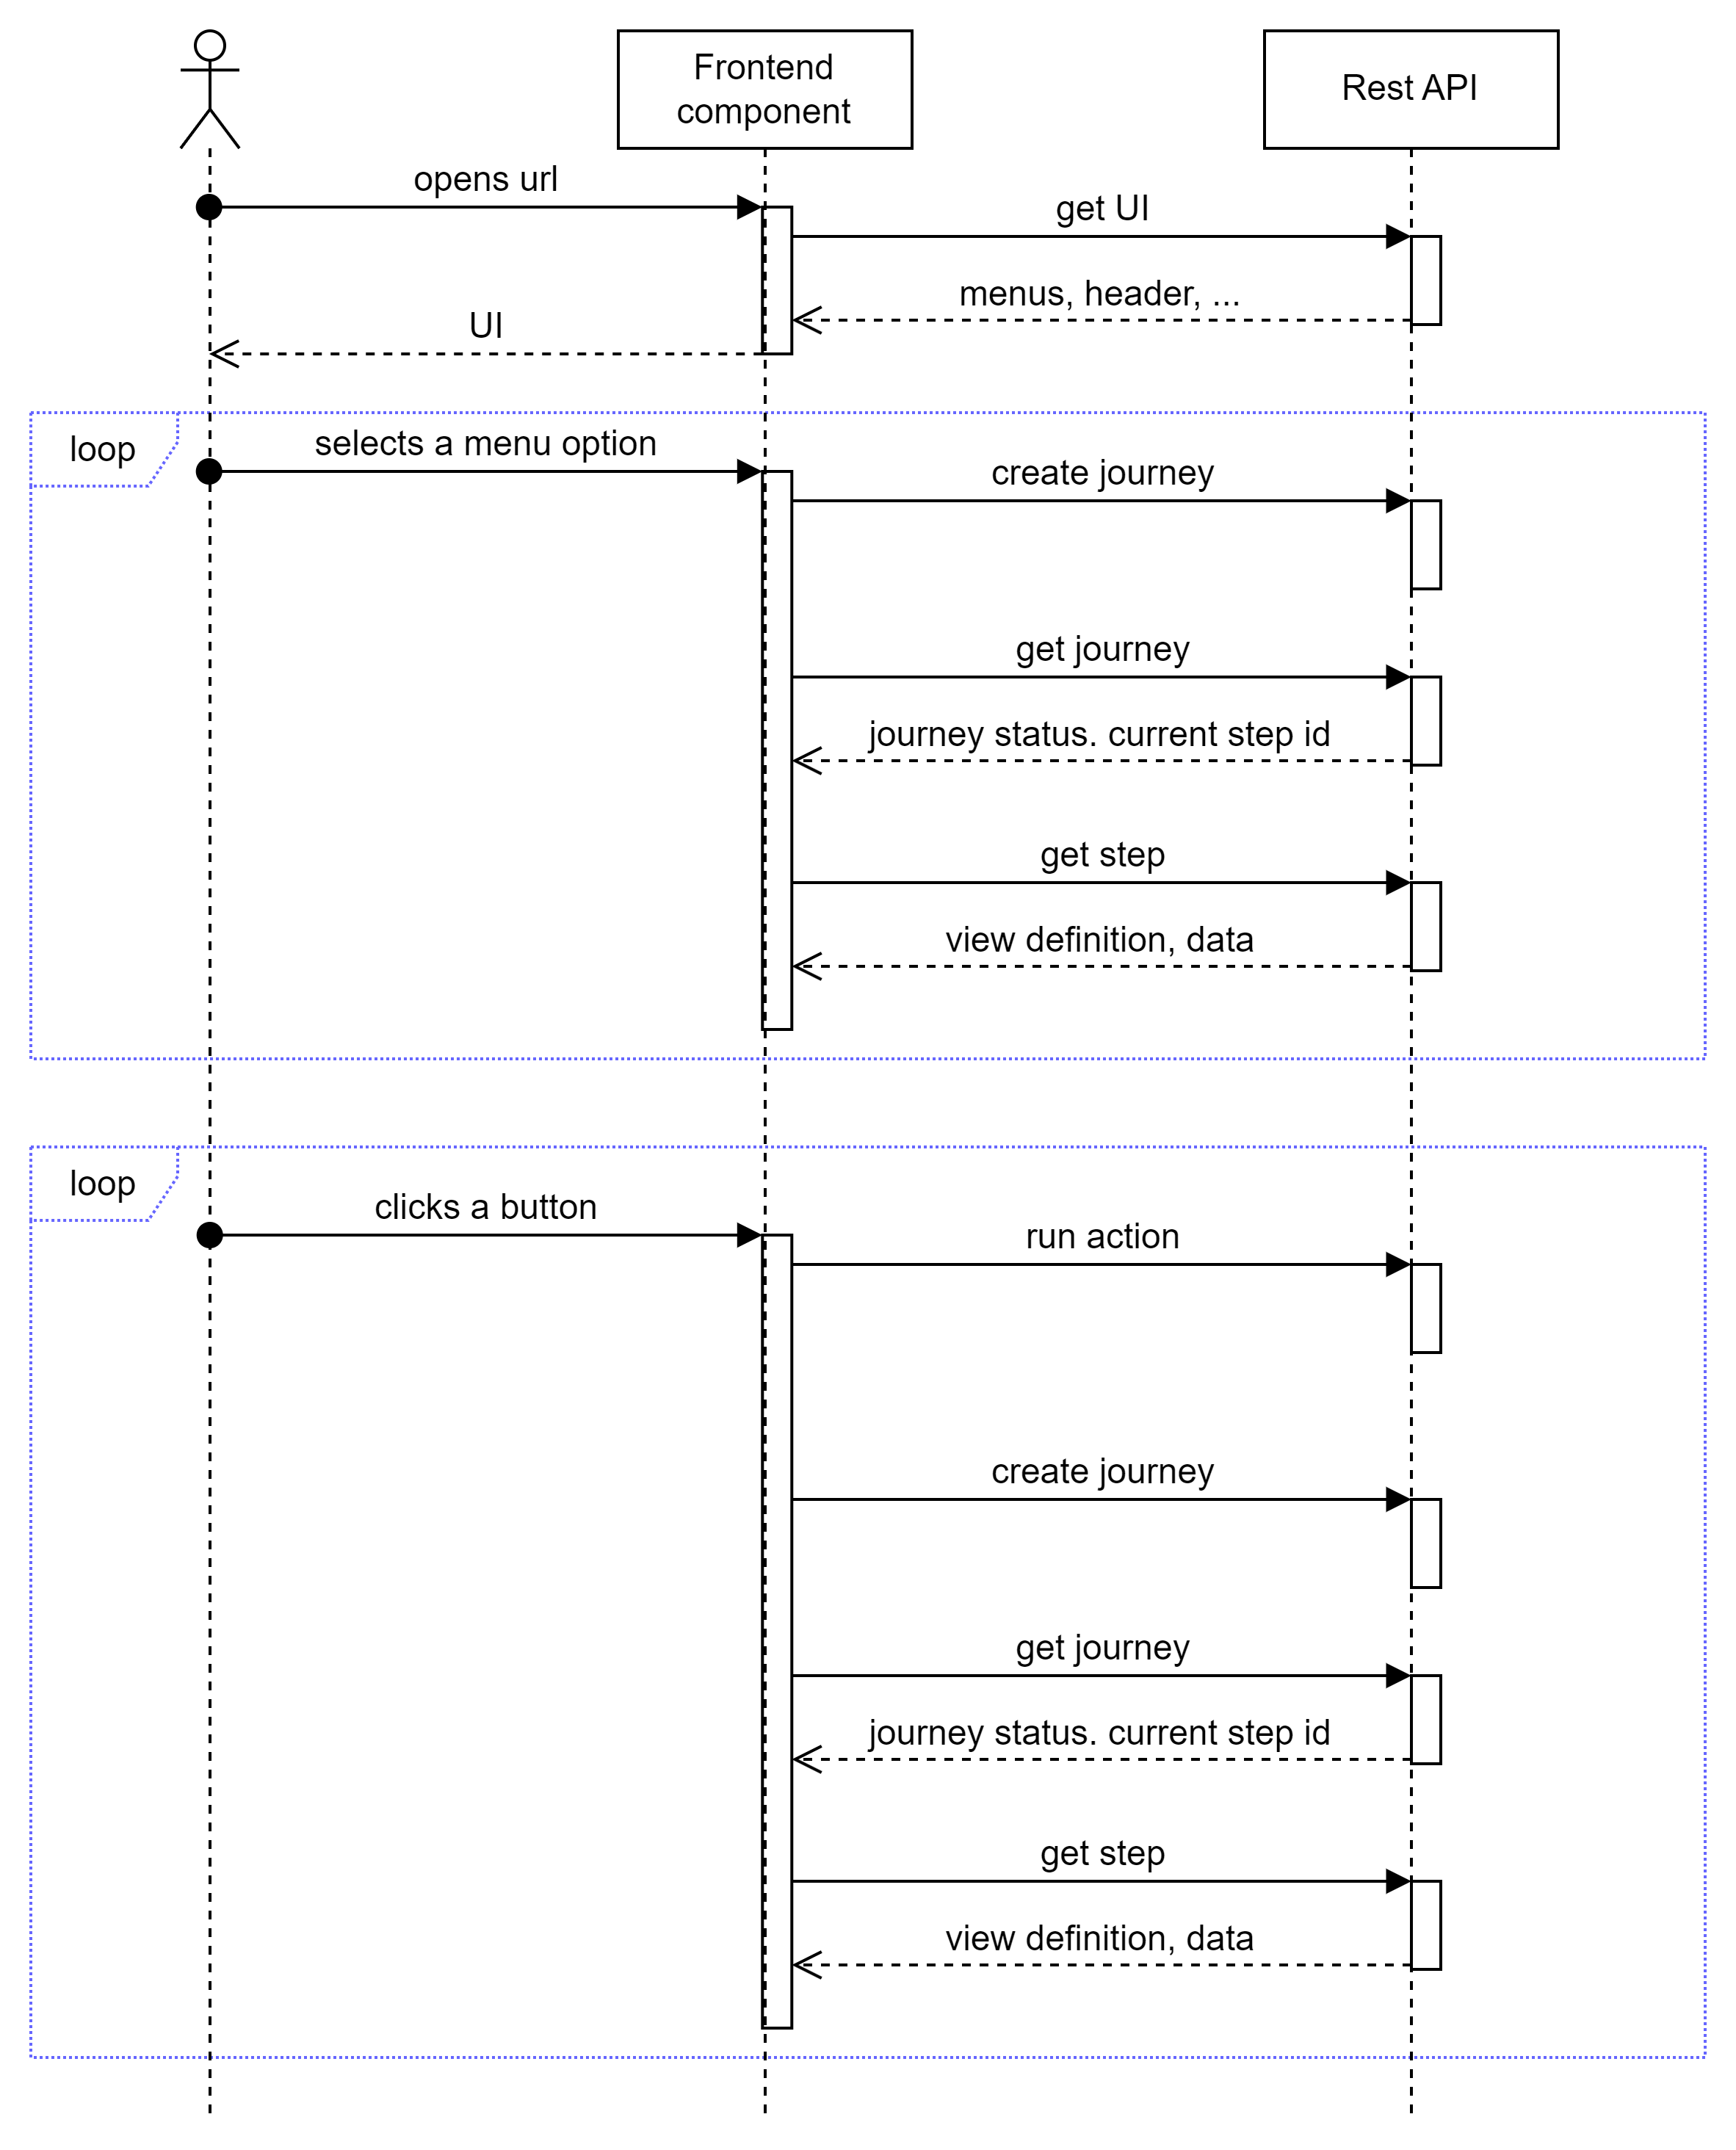 Frontend
component
Rest API
opens url
get UI
menus, header, ...
UI
loop
selects a menu option
create journey
get journey
journey status. current step id
get step
view definition, data
loop
clicks a button
run action
create journey
get journey
journey status. current step id
get step
view definition, data